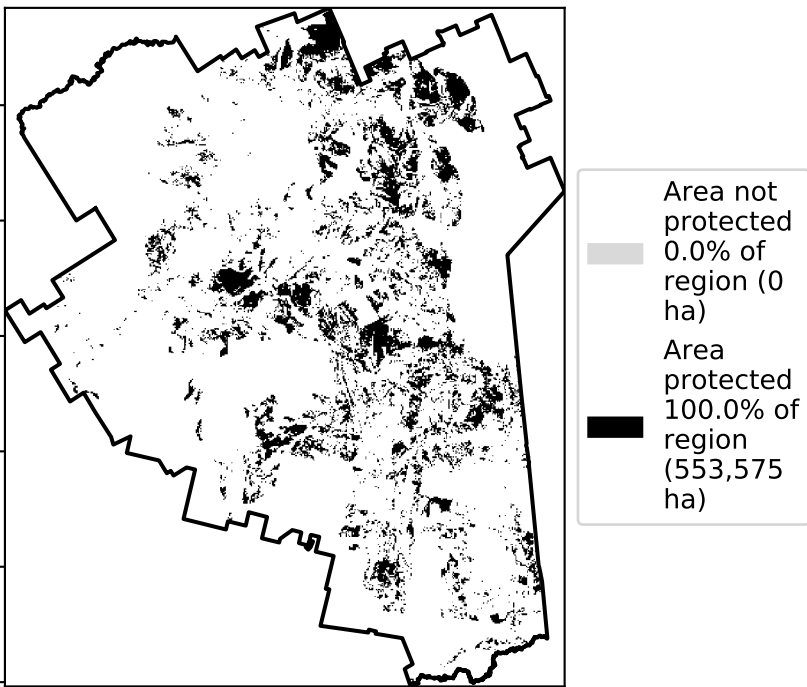 Area not
protected
0.0% of
region (0
ha)
Area
protected
100.0% of
region
(553,575
ha)